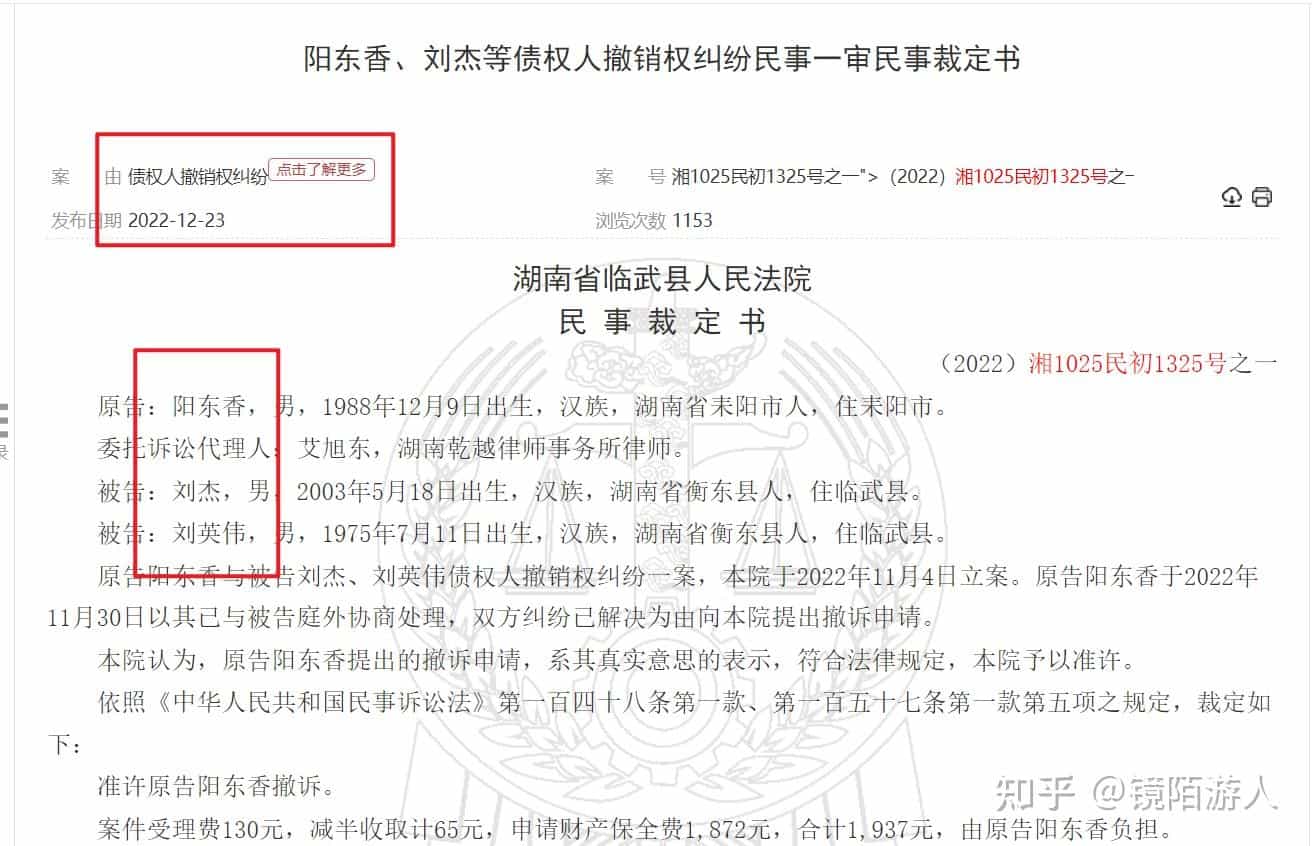 阳东香、刘杰等债权人撤销权纠纷民事一审民事裁定书
案 由 债权人撤销权纠纷 点击了解更多 案 号 湘1025民初1325号之一">（2022）湘1025民初1325号之一
发布日期 2022-12-23 浏览次数 1153
湖南省临武县人民法院
民 事 裁 定 书
（2022）湘1025民初1325号之一
原告：阳东香，男，1988年12月9日出生，汉族，湖南省耒阳市人，住耒阳市。
委托诉讼代理人：艾旭东，湖南乾越律师事务所律师。
被告：刘杰，男，2003年5月18日出生，汉族，湖南省衡东县人，住临武县。
被告：刘英伟，男，1975年7月11日出生，汉族，湖南省衡东县人，住临武县。
原告阳东香与被告刘杰、刘英伟债权人撤销权纠纷一案，本院于2022年11月4日立案。原告阳东香于2022年
11月30日以其已与被告庭外协商处理，双方纠纷已解决为由向本院提出撤诉申请。
本院认为，原告阳东香提出的撤诉申请，系其真实意思的表示，符合法律规定，本院予以准许。
依照《中华人民共和国民事诉讼法》第一百四十八条第一款、第一百五十七条第一款第五项之规定，裁定如
下：
准许原告阳东香撤诉。
案件受理费130元，减半收取计65元，申请财产保全费1,872元，合计1,937元，由原告阳东香负担。
录
知乎 @镜陌游人